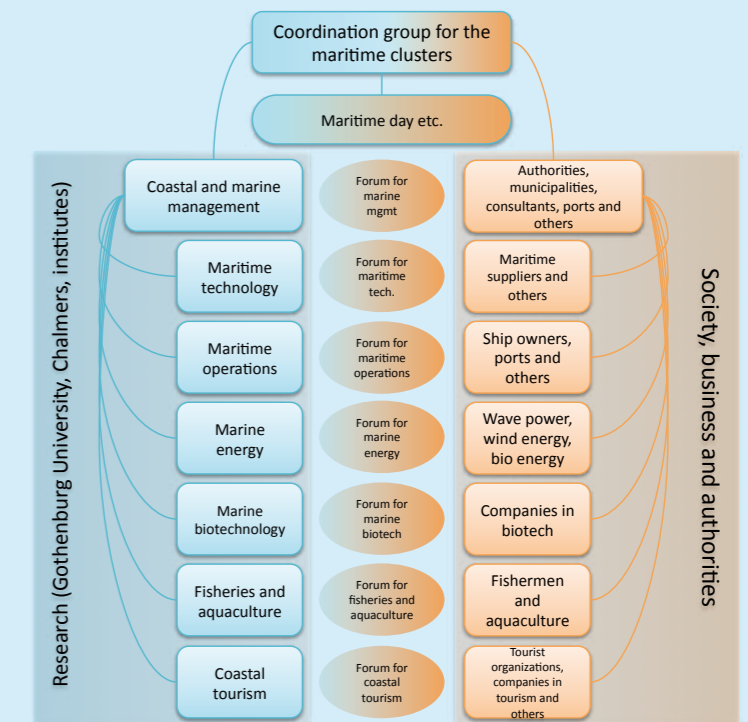 Coordination group for the
maritime clusters
Maritime day etc.
Research (Gothenburg University, Chalmers, institutes)
Coastal and marine
management
Forum for
marine
mgmt
Authorities,
municipalities,
consultants, ports and
others
Maritime
technology
Forum for
maritime
tech.
Maritime
suppliers and
others
Maritime
operations
Forum for
maritime
operations
Ship owners,
ports and
others
Marine
energy
Forum for
marine
energy
Wave power,
wind energy,
bio energy
Marine
biotechnology
Forum for
marine
biotech
Companies in
biotech
Fisheries and
aquaculture
Forum for
fisheries and
aquaculture
Fishermen
and
aquaculture
Coastal
tourism
Forum for
coastal
tourism
Tourist
organizations,
companies in
tourism and
others
Society, business and authorities